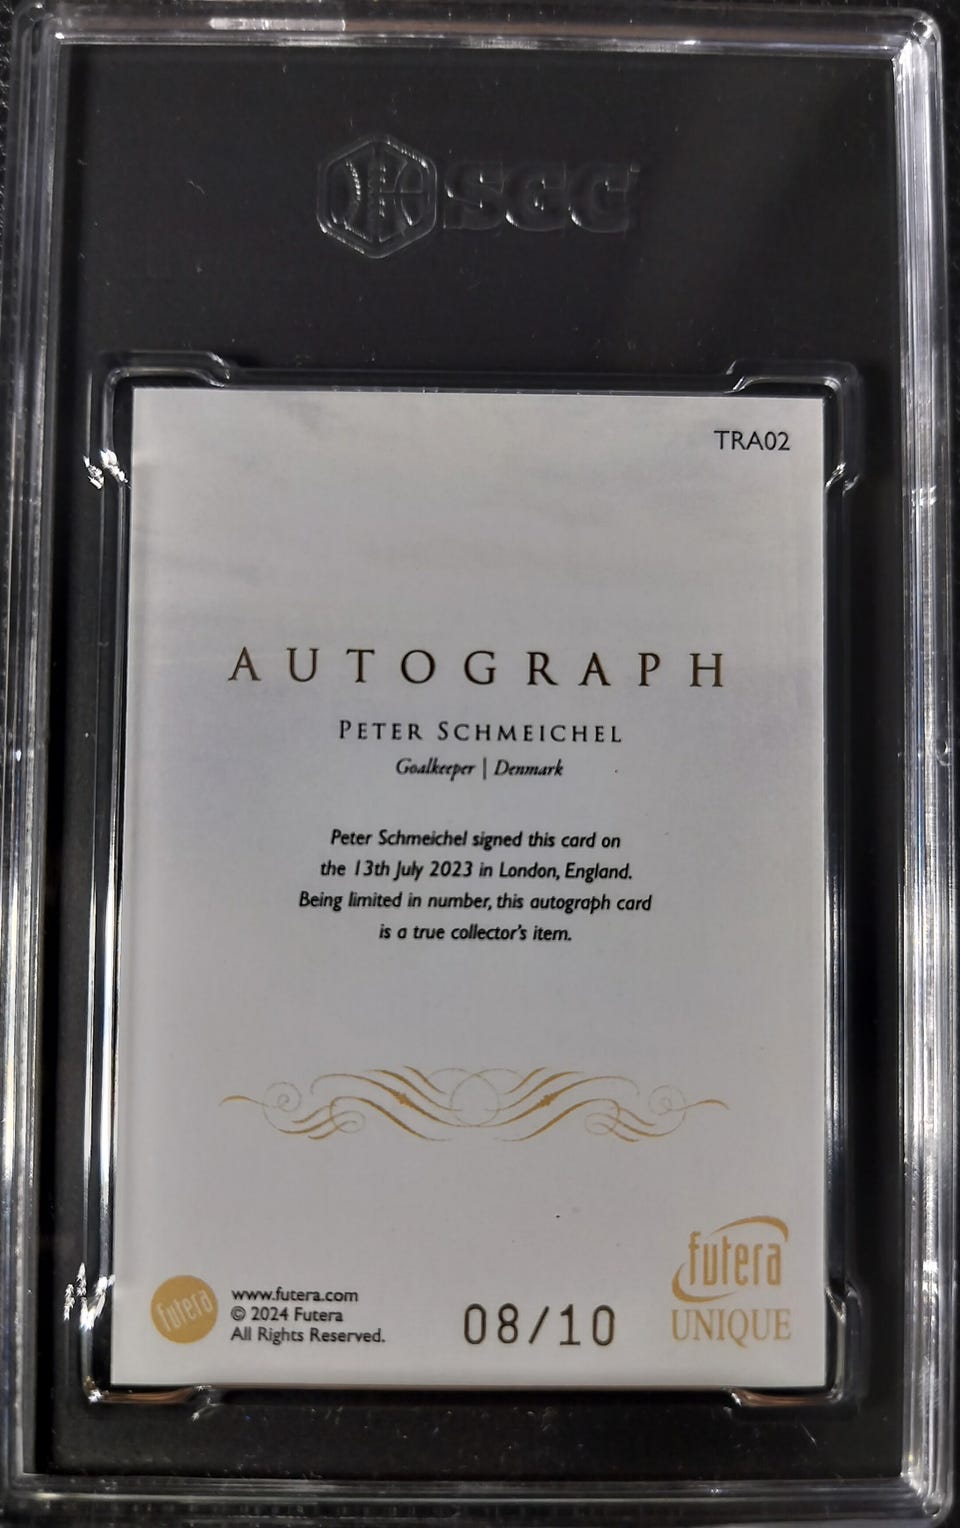 SGC
TRA02
AUTOGRAPH
PETER SCHMEICHEL
Goalkeeper | Denmark
Peter Schmeichel signed this card on
the 13th July 2023 in London, England.
Being limited in number, this autograph card
is a true collector's item.
futera
www.futera.com
© 2024 Futera
All Rights Reserved.
08/10
futera
UNIQUE